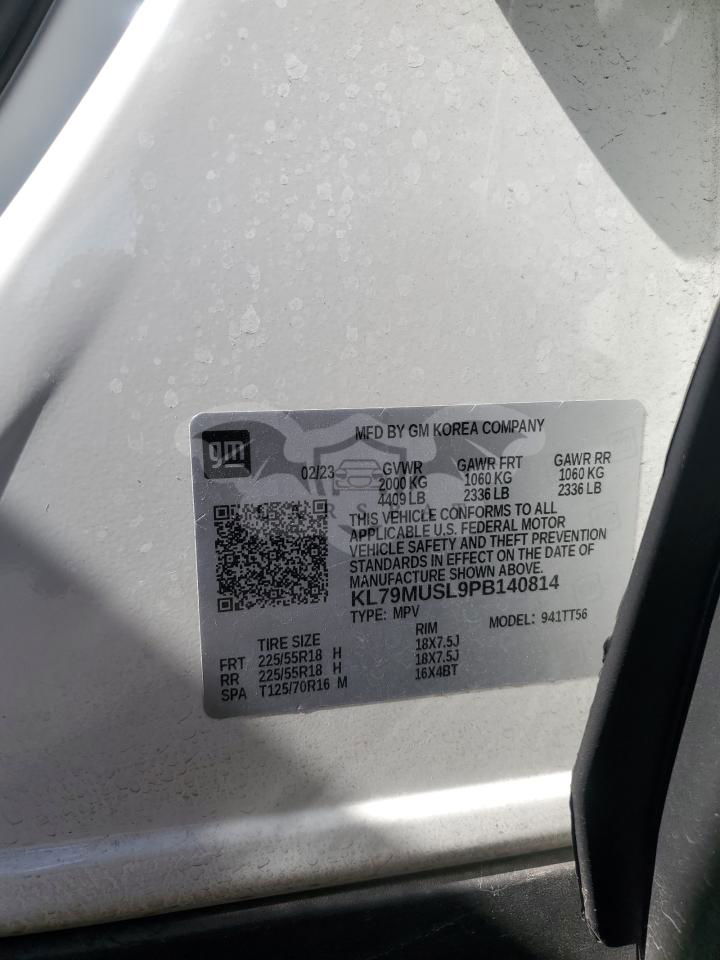 gm
MFD BY GM KOREA COMPANY
02/23 GVWR GAWR FRT GAWR RR
2000 KG 1060 KG 1060 KG
4409 LB 2336 LB 2336 LB
THIS VEHICLE CONFORMS TO ALL
APPLICABLE U.S. FEDERAL MOTOR
VEHICLE SAFETY AND THEFT PREVENTION
STANDARDS IN EFFECT ON THE DATE OF
MANUFACTURE SHOWN ABOVE.
KL79MUSL9PB140814
TYPE: MPV MODEL: 941TT56
TIRE SIZE RIM
FRT 225/55R18 H 18X7.5J
RR 225/55R18 H 18X7.5J
SPA T125/70R16 M 16X4BT